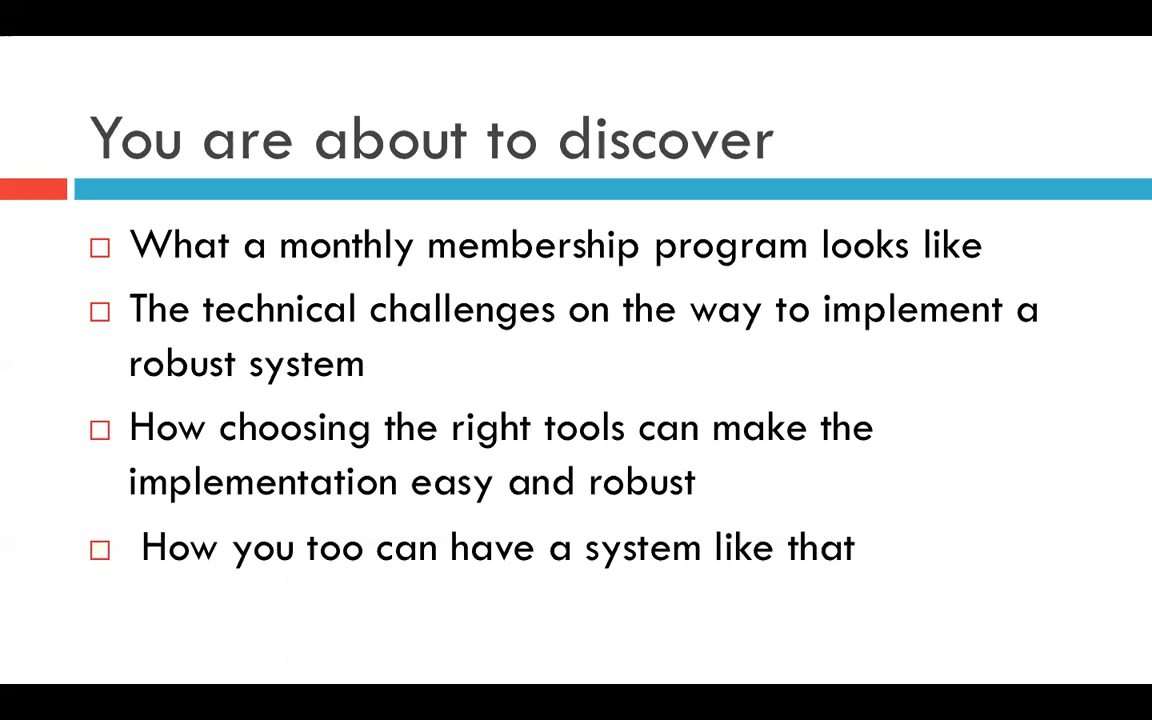 You are about to discover
What a monthly membership program looks like
The technical challenges on the way to implement a
robust system
How choosing the right tools can make the
implementation easy and robust
How you too can have a system like that